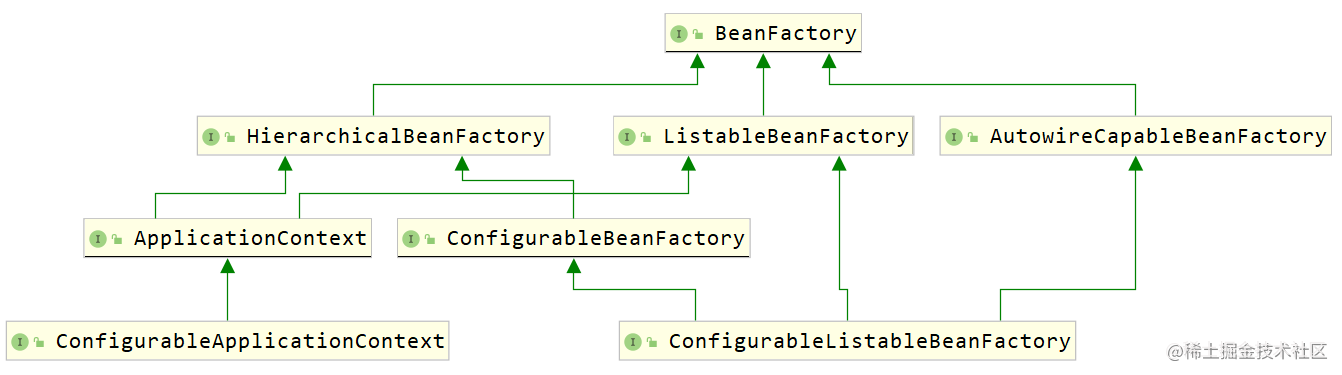 BeanFactory
HierarchicalBeanFactory
ListableBeanFactory
AutowireCapableBeanFactory
ApplicationContext
ConfigurableBeanFactory
ConfigurableApplicationContext
ConfigurableListableBeanFactory
@稀土掘金技术社区